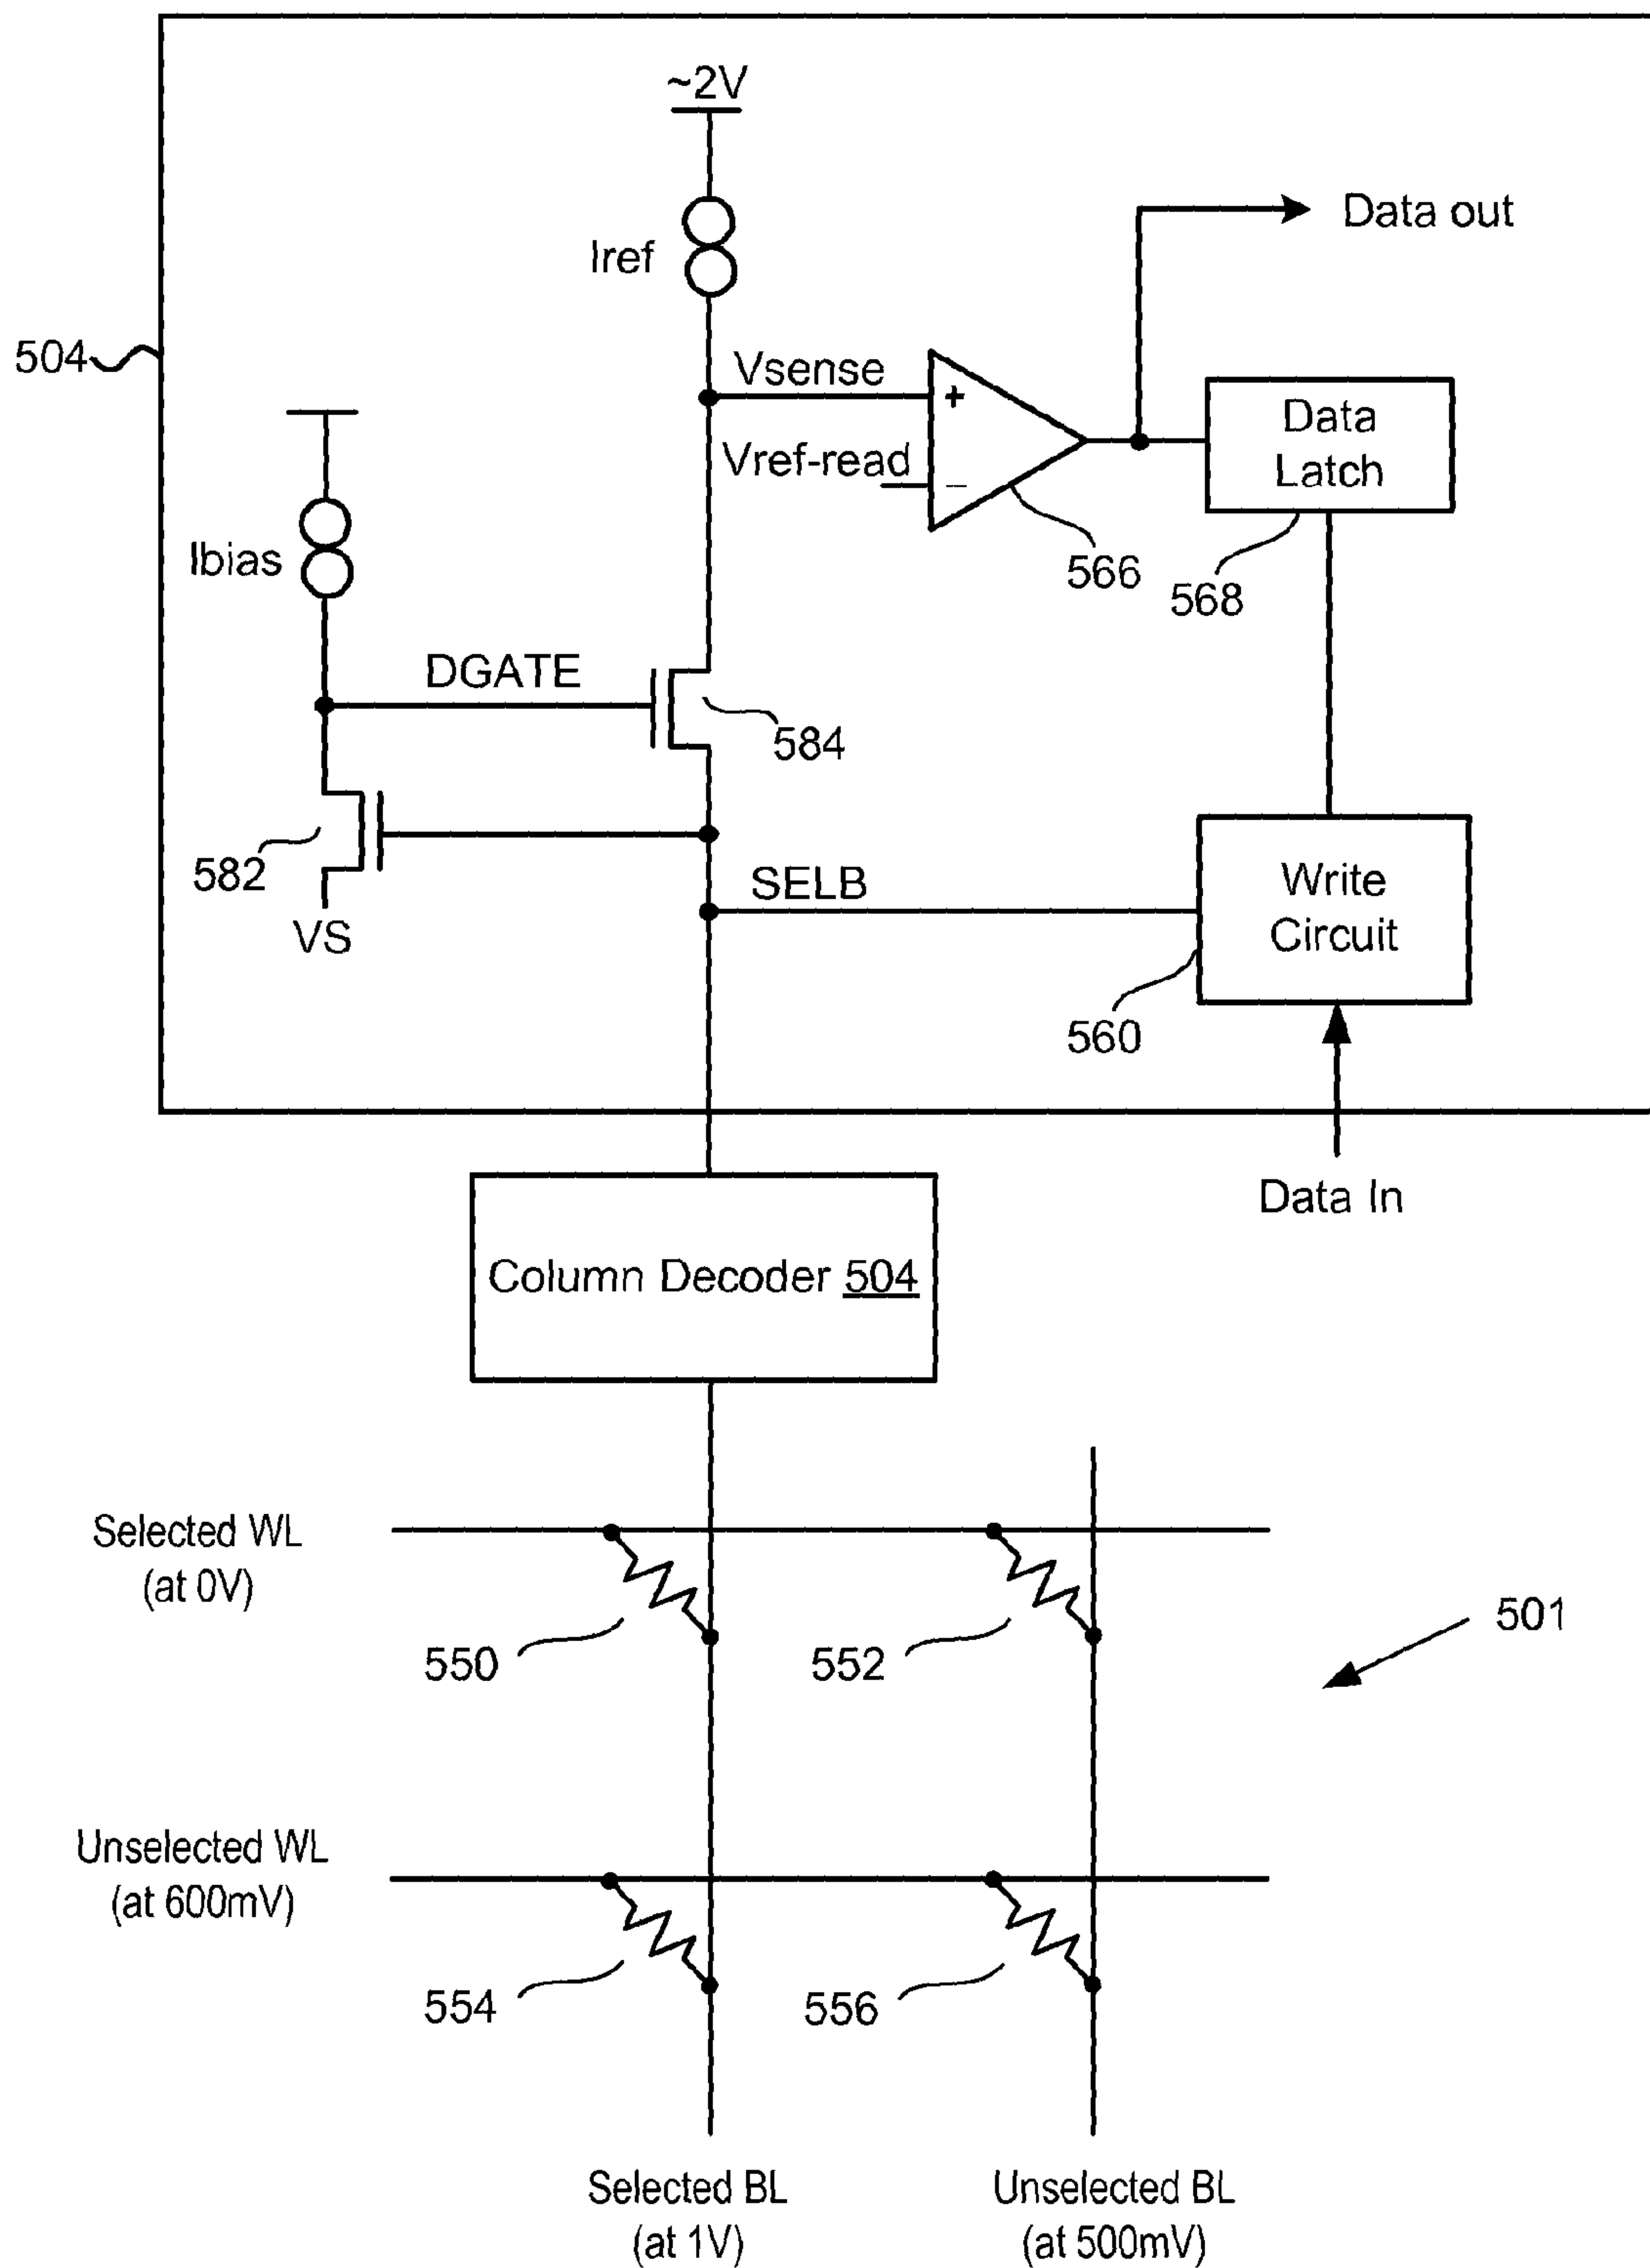 ~2V
Iref
Data out
504
Vsense
+
Vref-read
–
Data
Latch
566
568
Ibias
DGATE
584
582
VS
SELB
Write
Circuit
560
Data In
Column Decoder 504
Selected WL
(at 0V)
550
552
501
Unselected WL
(at 600mV)
554
556
Selected BL
(at 1V)
Unselected BL
(at 500mV)